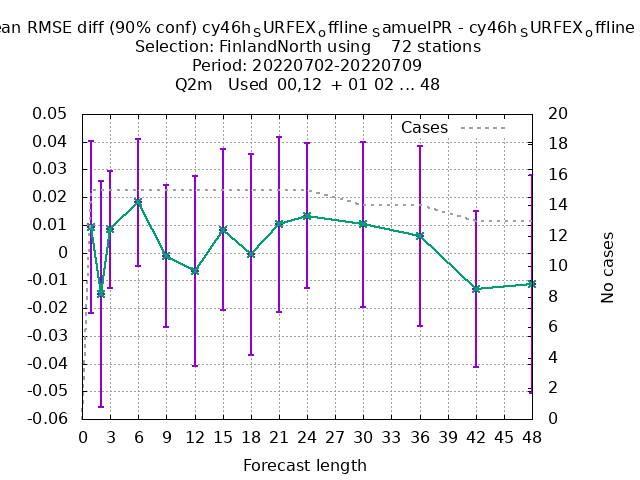 ean RMSE diff (90% conf) cy46hSURFEXoffline SamuelPR - cy46hSURFEXoffline
Selection: FinlandNorth using 72 stations
Period: 20220702-20220709
Q2m Used 00,12 + 01 02 ... 48
Cases
0.05
0.04
0.03
0.02
0.01
0
-0.01
-0.02
-0.03
-0.04
-0.05
-0.06
20
18
16
14
12
10
8
6
4
2
0
No cases
0 3 6 9 12 15 18 21 24 27 30 33 36 39 42 45 48
Forecast length